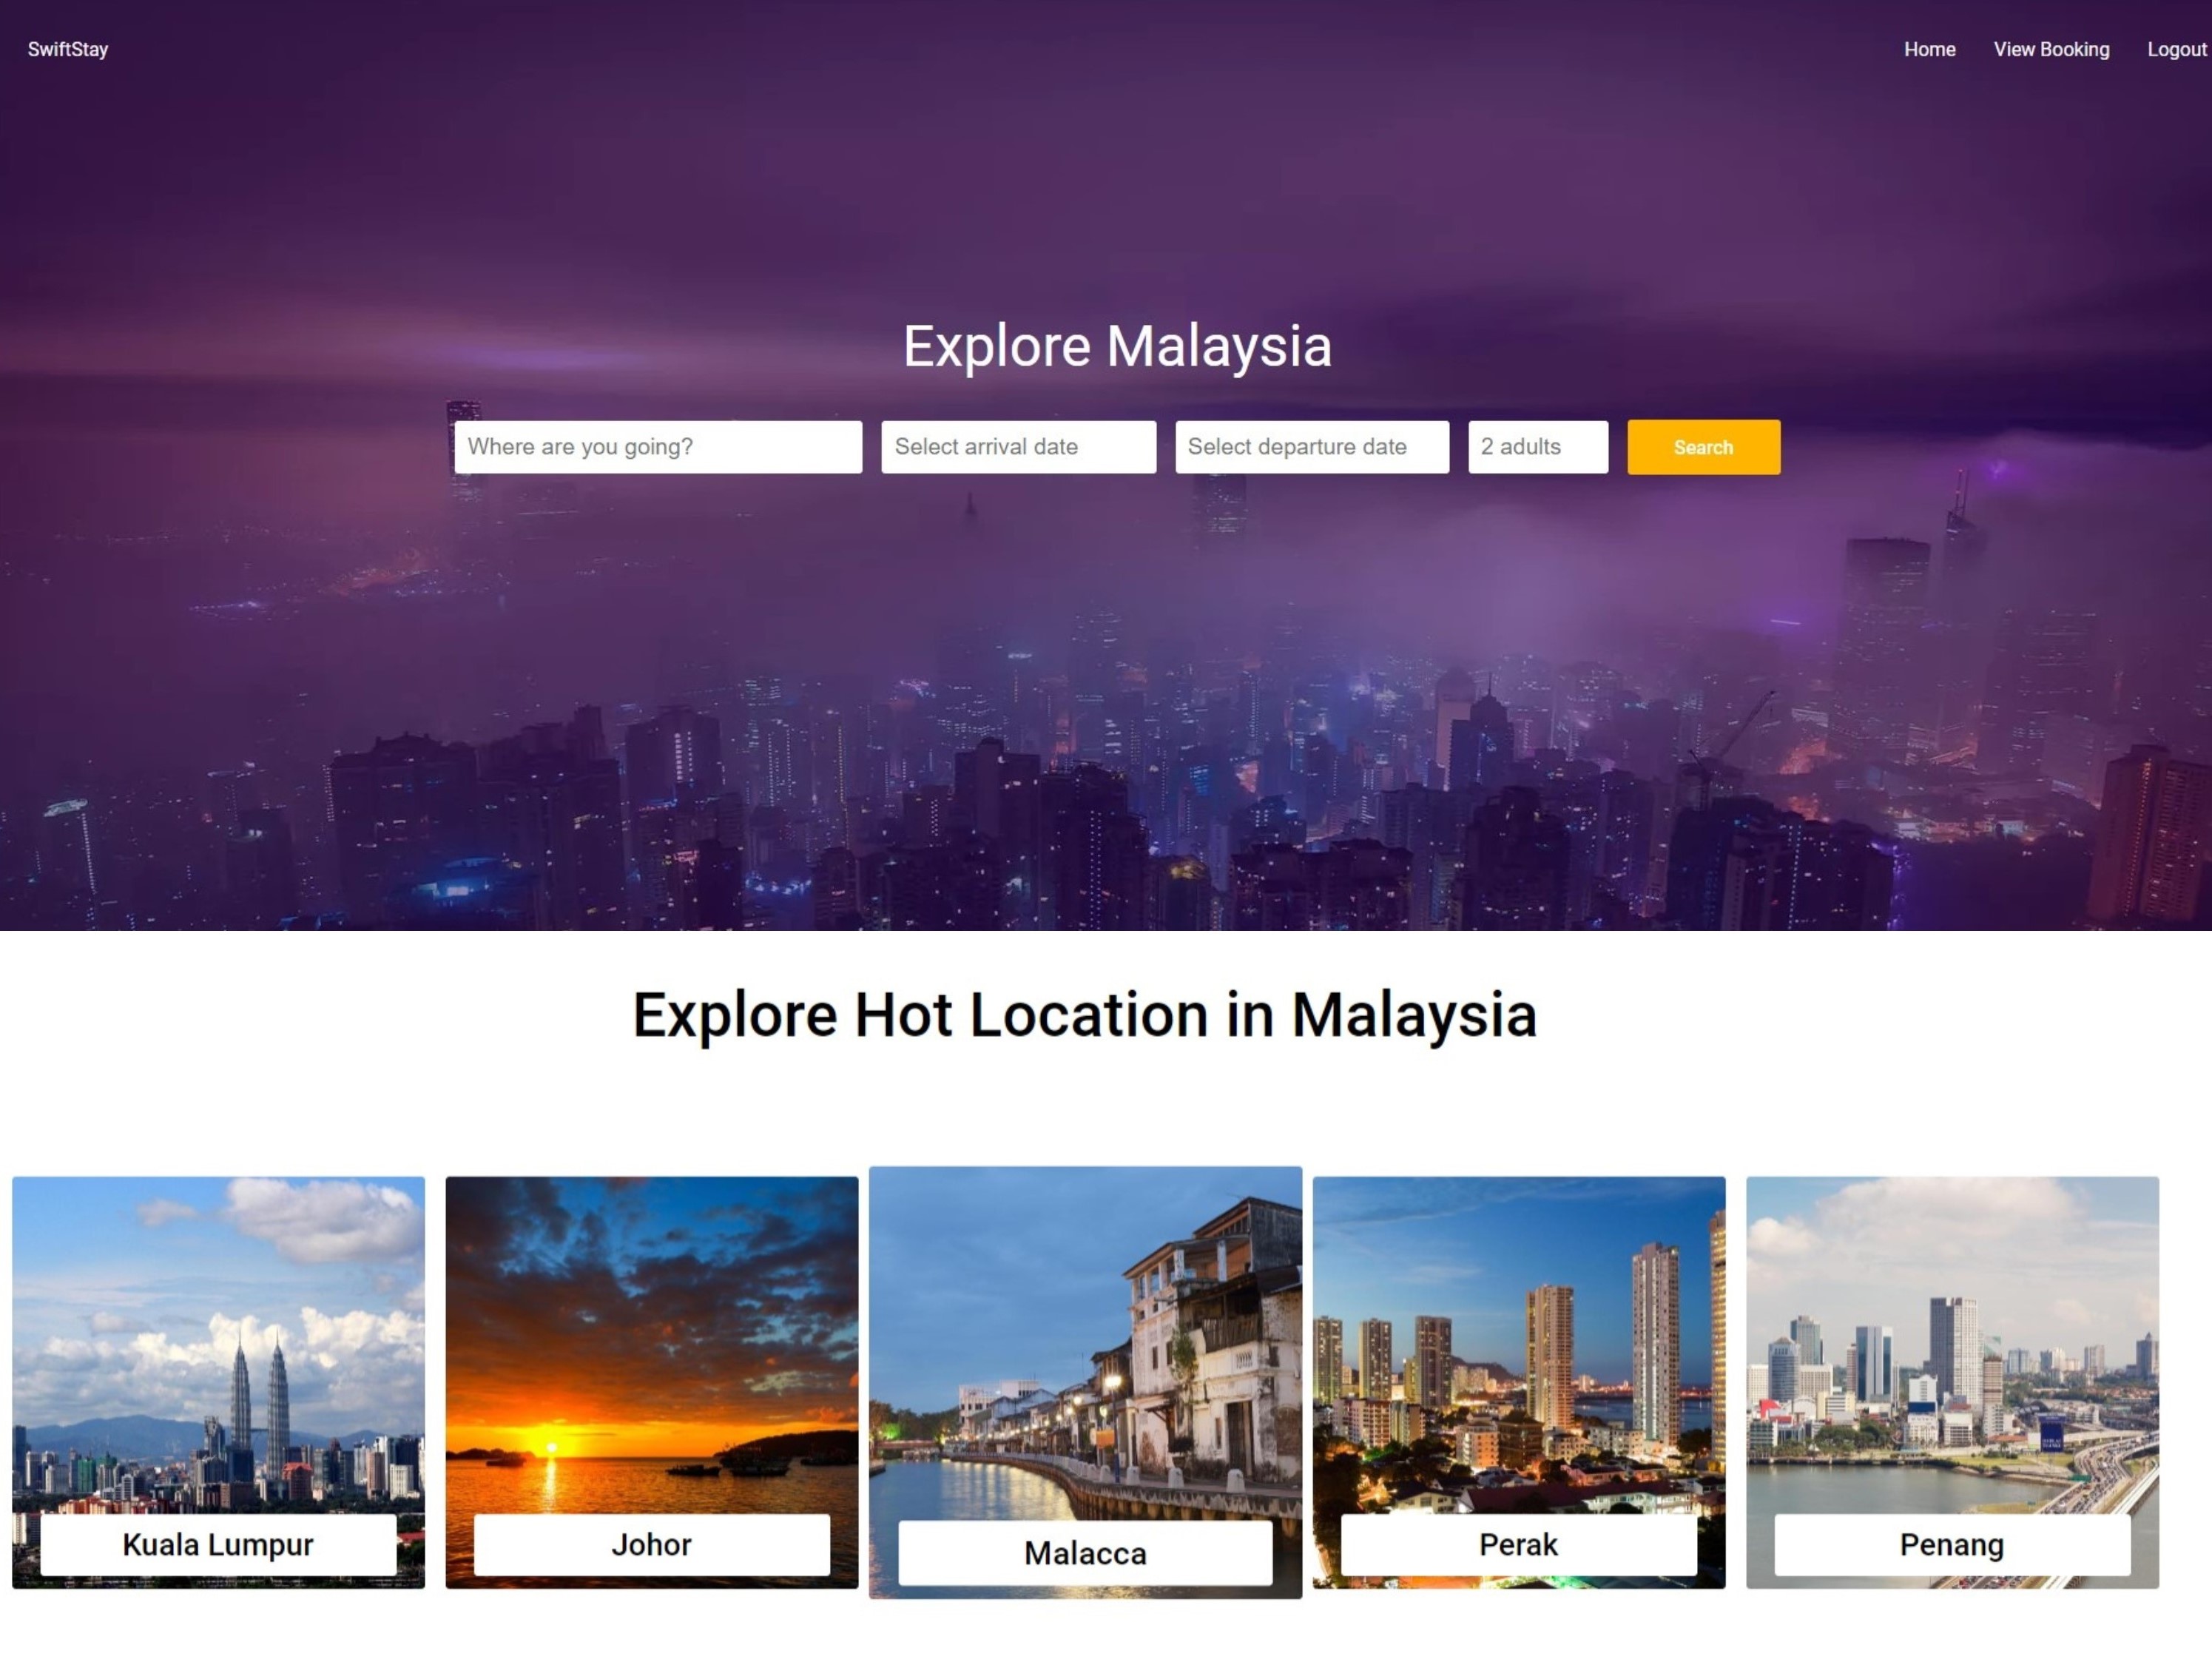 SwiftStay
Home
View Booking
Logout
Explore Malaysia
Where are you going?
Select arrival date
Select departure date
2 adults
Search
Explore Hot Location in Malaysia
Kuala Lumpur
Johor
Malacca
Perak
Penang